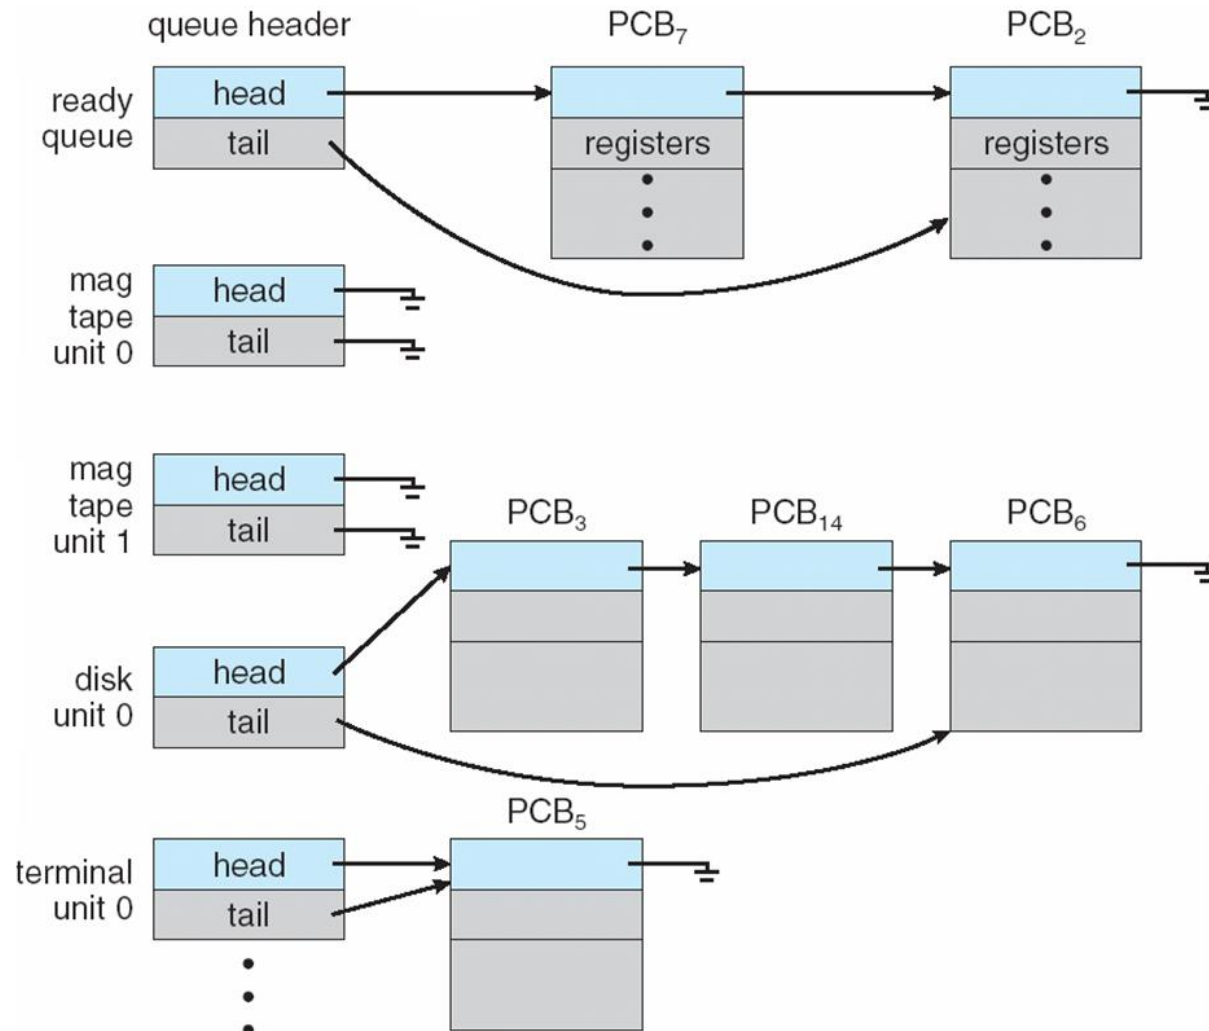 queue header
PCB₇
PCB₂
ready
queue
head
tail
registers
registers
mag
tape
unit 0
head
tail
mag
tape
unit 1
head
tail
PCB₃
PCB₁₄
PCB₆
disk
unit 0
head
tail
PCB₅
terminal
unit 0
head
tail